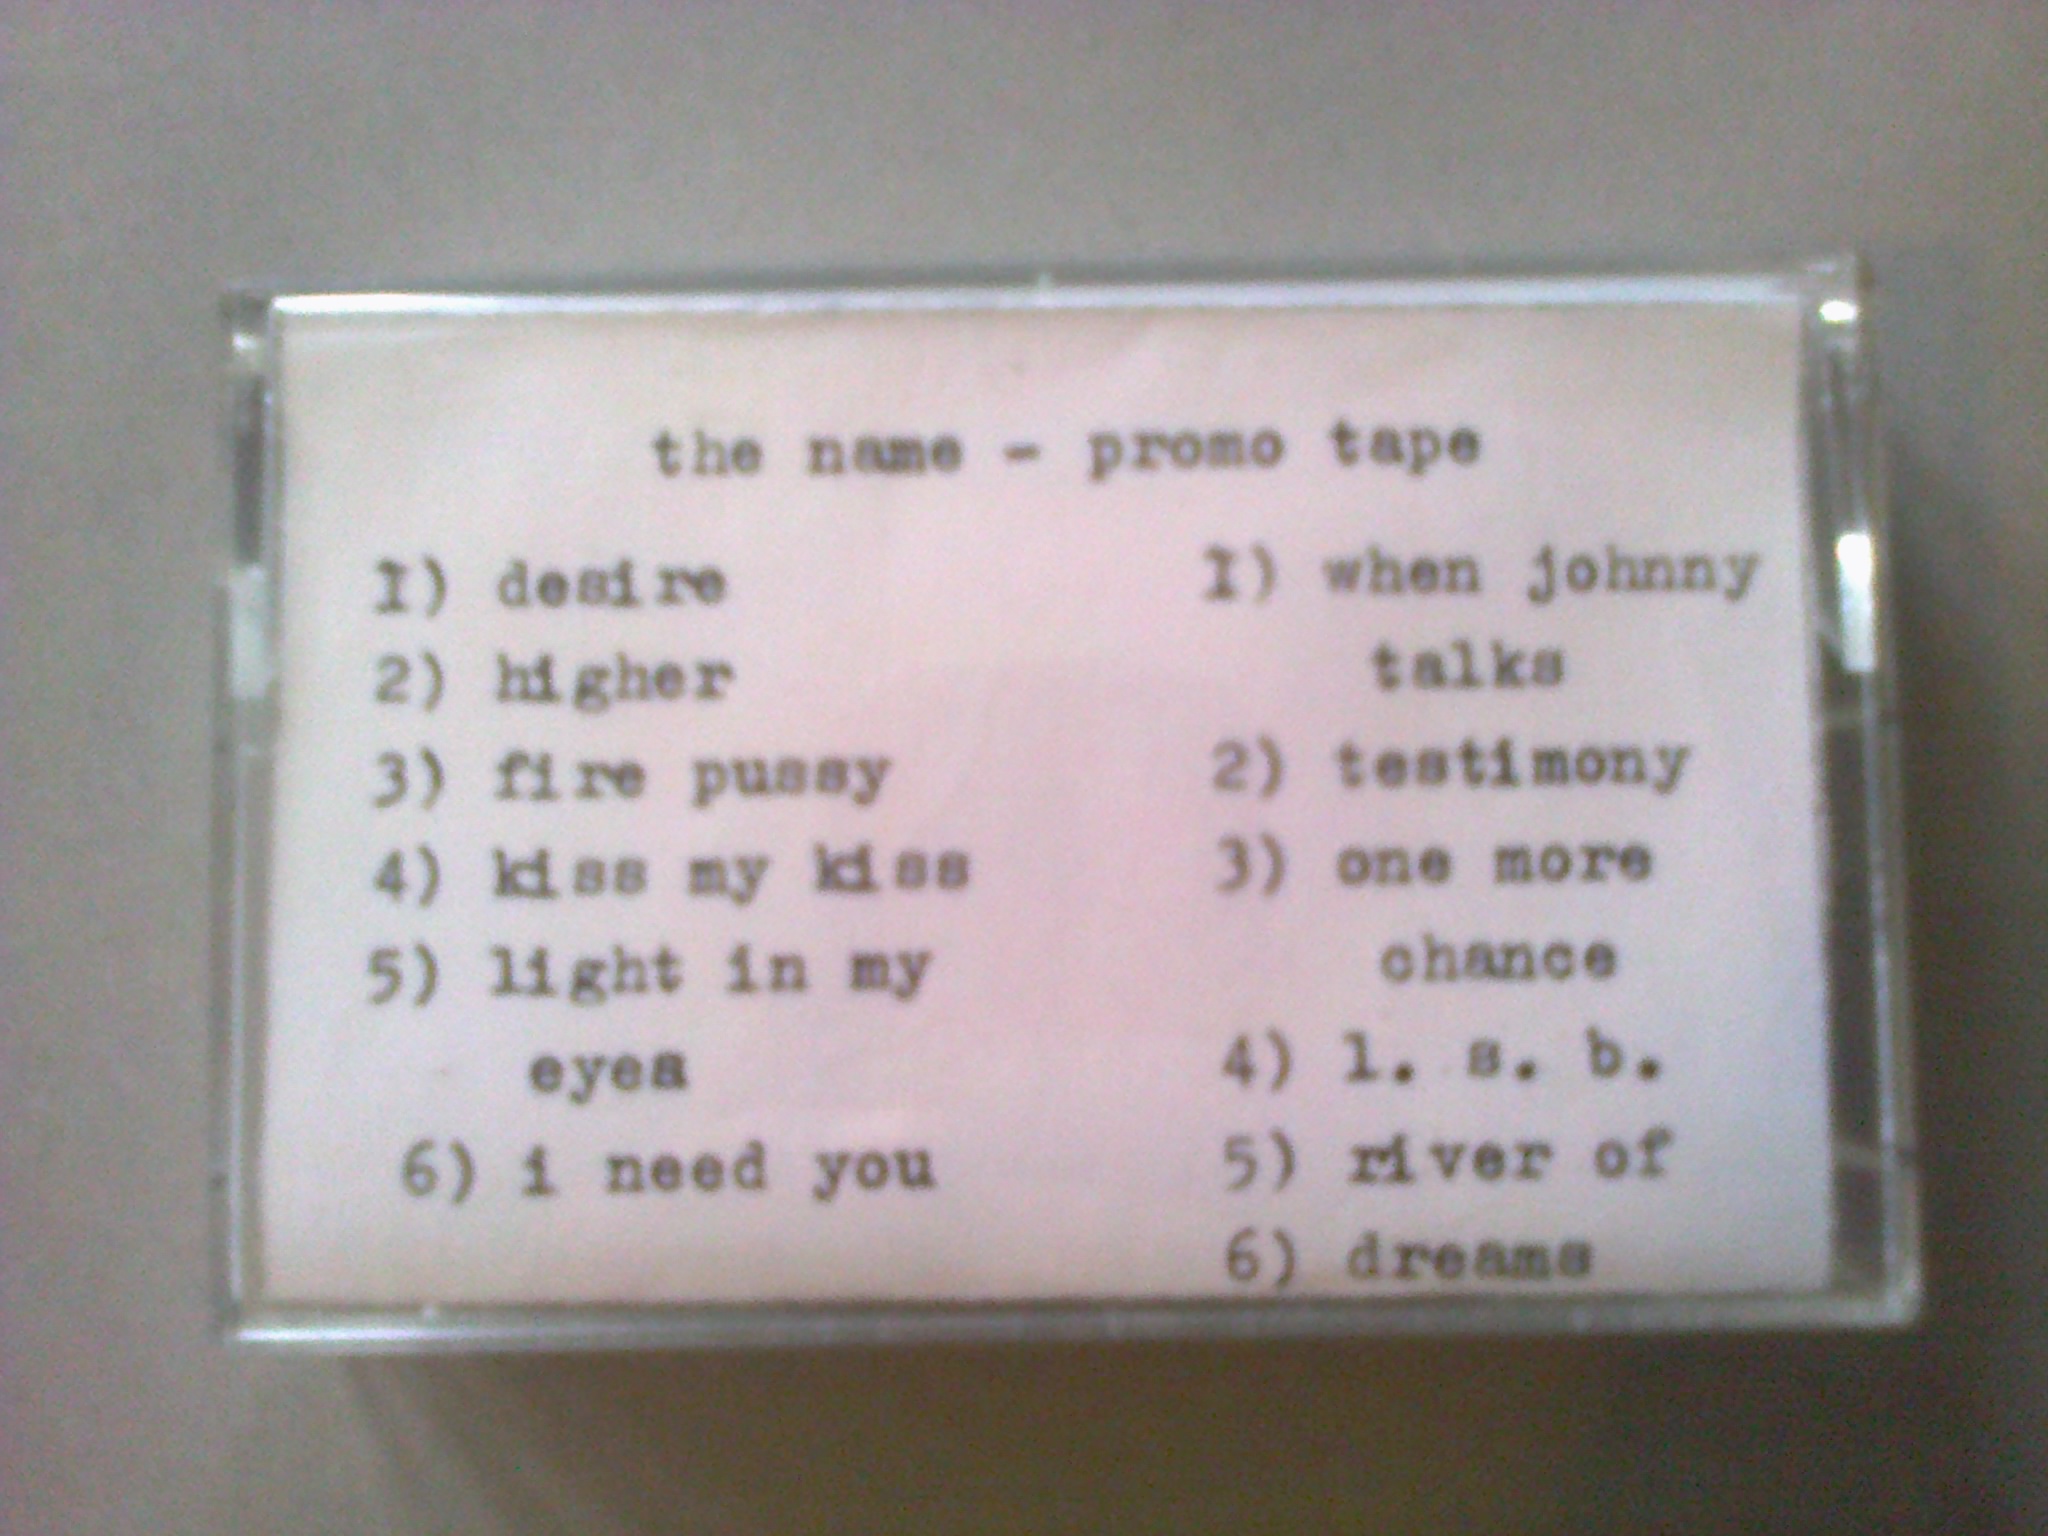 the name - promo tape
1) desire
2) higher
3) fire pussy
4) kiss my kiss
5) light in my
eyes
6) i need you
1) when johnny
talks
2) testimony
3) one more
chance
4) l. s. b.
5) river of
6) dreams